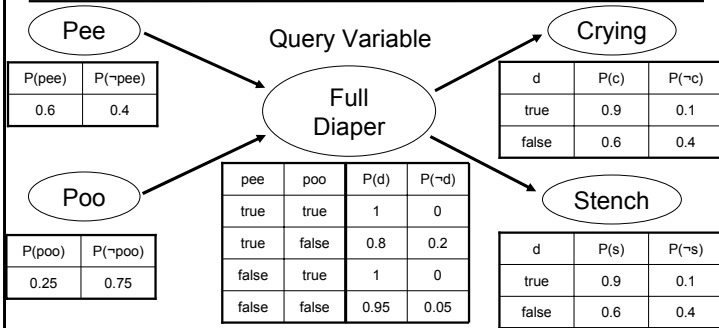 Pee
P(pee) P(¬pee)
0.6 0.4
Poo
P(poo) P(¬poo)
0.25 0.75
Query Variable
Full
Diaper
pee poo P(d) P(¬d)
true true 1 0
true false 0.8 0.2
false true 1 0
false false 0.95 0.05
Crying
d P(c) P(¬c)
true 0.9 0.1
false 0.6 0.4
Stench
d P(s) P(¬s)
true 0.9 0.1
false 0.6 0.4